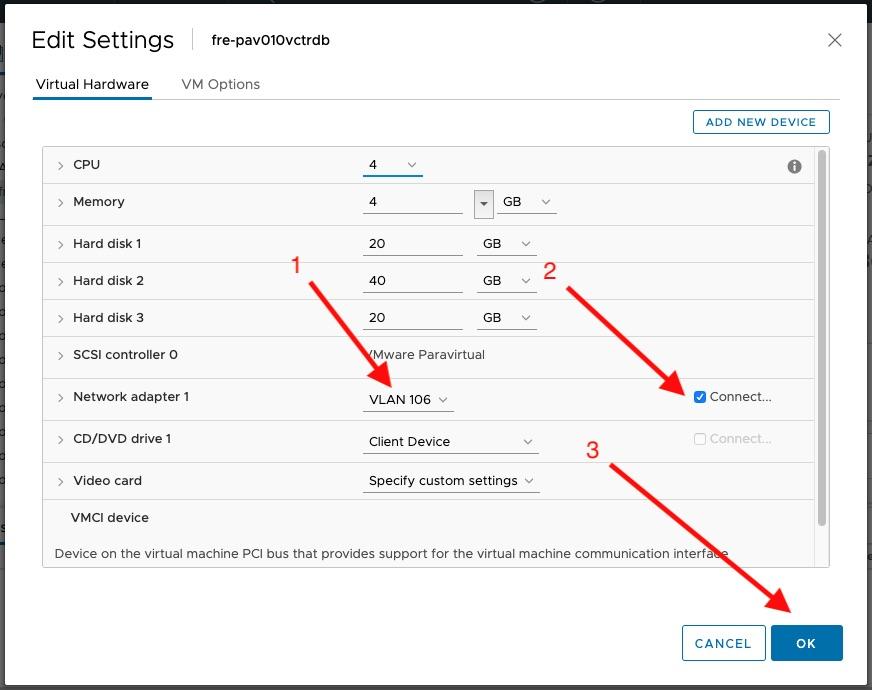 Edit Settings fre-pav010vctrdb
Virtual Hardware VM Options
ADD NEW DEVICE
CPU 4
Memory 4 GB
Hard disk 1 20 GB
1
2
Hard disk 2 40 GB
Hard disk 3 20 GB
SCSI controller 0 VMware Paravirtual
Network adapter 1 VLAN 106 Connect...
CD/DVD drive 1 Client Device Connect...
3
Video card Specify custom settings
VMCI device
Device on the virtual machine PCI bus that provides support for the virtual machine communication interface
CANCEL OK